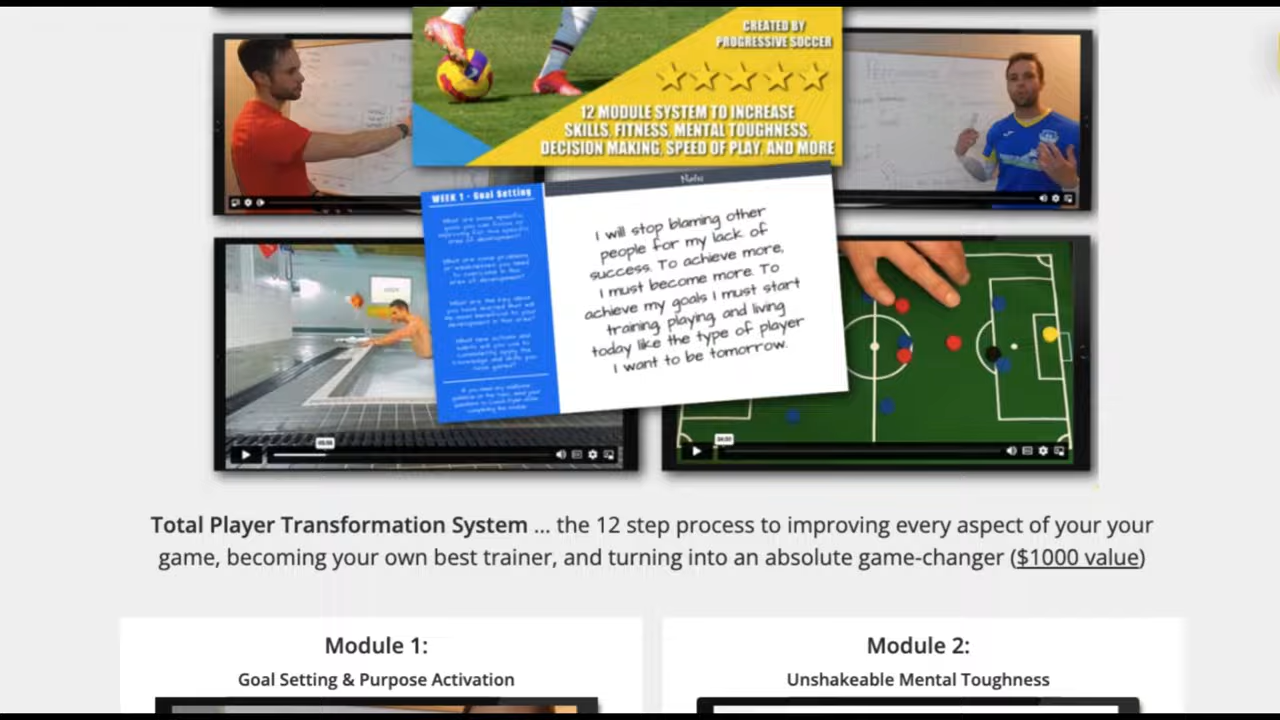 CREATED BY
PROGRESSIVE SOCCER
12 MODULE SYSTEM TO INCREASE
SKILLS, FITNESS, MENTAL TOUGHNESS,
DECISION MAKING, SPEED OF PLAY, AND MORE
Notes
WEEK 1 - Goal Setting
I will stop blaming other
people for my lack of
success. To achieve more,
I must become more. To
achieve my goals I must start
training, playing, and living
today like the type of player
I want to be tomorrow.
Total Player Transformation System ... the 12 step process to improving every aspect of your your
game, becoming your own best trainer, and turning into an absolute game-changer ($1000 value)
Module 1:
Goal Setting & Purpose Activation
Module 2:
Unshakeable Mental Toughness